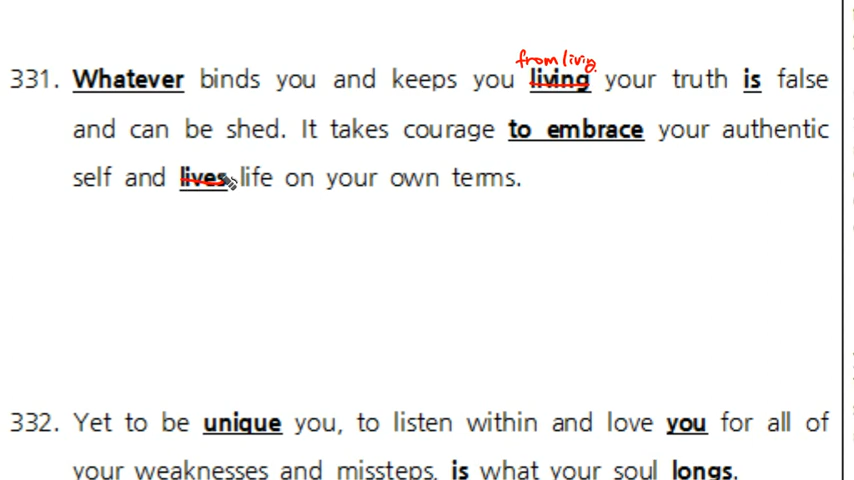 from living
331. Whatever binds you and keeps you living your truth is false
and can be shed. It takes courage to embrace your authentic
self and lives life on your own terms.
332. Yet to be unique you, to listen within and love you for all of
your weaknesses and missteps, is what your soul longs.